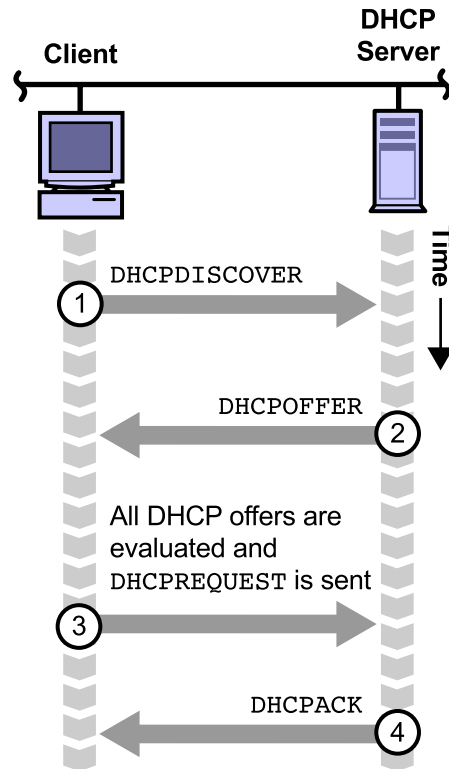 Client
DHCP
Server
Time
DHCPDISCOVER
1
DHCPOFFER
2
All DHCP offers are
evaluated and
DHCPREQUEST is sent
3
DHCPACK
4